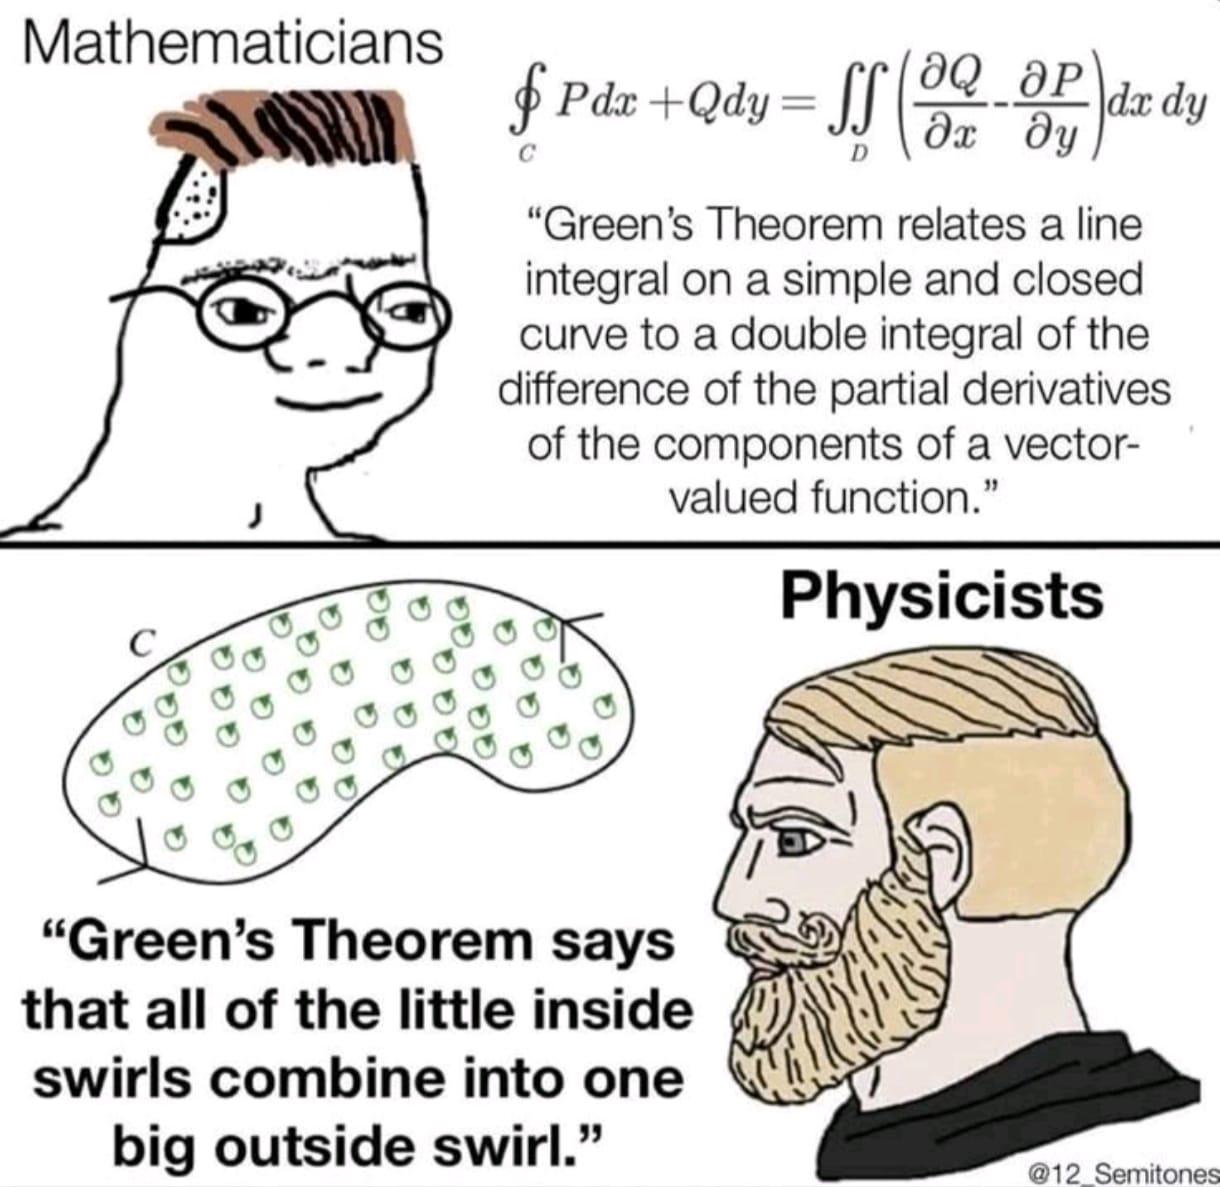 Mathematicians
∮_C Pdx + Qdy = ∬_D (∂Q/∂x - ∂P/∂y) dx dy
“Green’s Theorem relates a line
integral on a simple and closed
curve to a double integral of the
difference of the partial derivatives
of the components of a vector-
valued function.”
Physicists
C
“Green’s Theorem says
that all of the little inside
swirls combine into one
big outside swirl.”
@12_Semitones